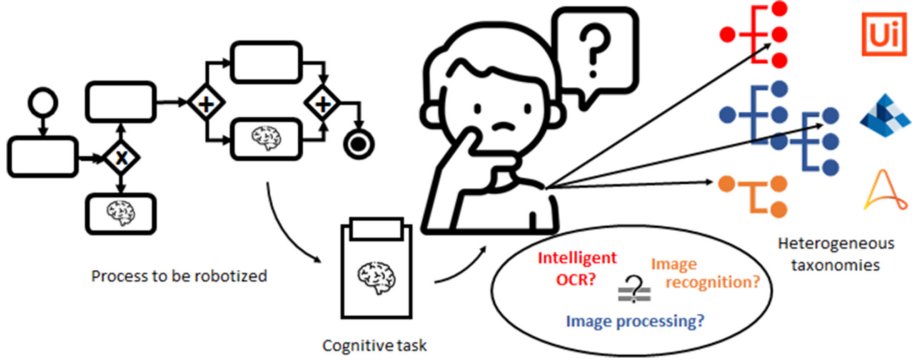 Process to be robotized
Cognitive task
?
Intelligent
OCR?
Image
recognition?
?
Image processing?
Ui
Heterogeneous
taxonomies